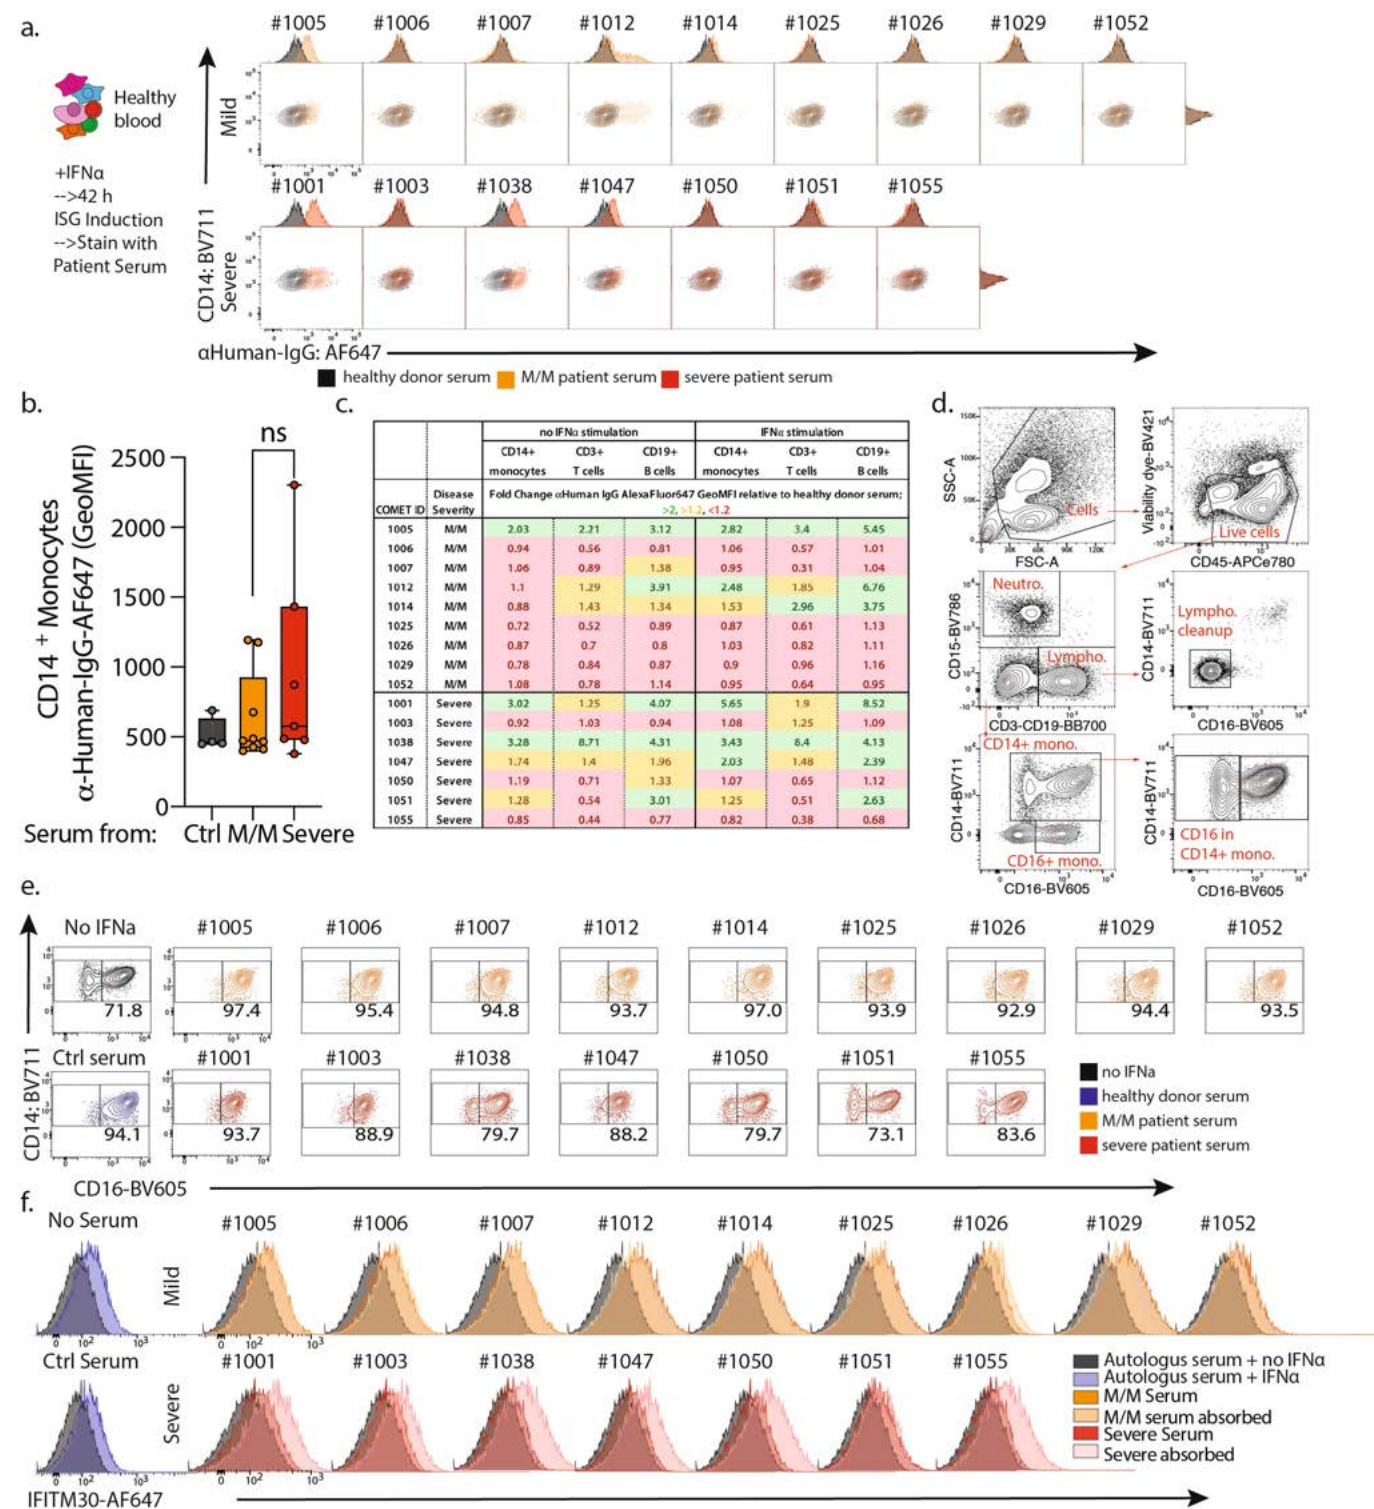 a.
#1005 #1006 #1007 #1012 #1014 #1025 #1026 #1029 #1052
Healthy
blood
Mild
+IFNα
-->42 h
ISG Induction
-->Stain with
Patient Serum
#1001 #1003 #1038 #1047 #1050 #1051 #1055
CD14: BV711
Severe
αHuman-IgG: AF647
healthy donor serum M/M patient serum severe patient serum
b.
ns
CD14 + Monocytes
α-Human-IgG-AF647 (GeoMFI)
2500
2000
1500
1000
500
0
Serum from: Ctrl M/M Severe
c.
no IFNα stimulation IFNα stimulation
CD14+ CD3+ CD19+ CD14+ CD3+ CD19+
monocytes T cells B cells monocytes T cells B cells
COMET ID Disease Severity
Fold Change αHuman IgG AlexaFluor647 GeoMFI relative to healthy donor serum;
>2, >1.2, <1.2
1005 M/M 2.03 2.21 3.12 2.82 3.4 5.45
1006 M/M 0.94 0.56 0.81 1.06 0.57 1.01
1007 M/M 1.06 0.89 1.38 0.95 0.31 1.04
1012 M/M 1.1 1.29 3.91 2.48 1.85 6.76
1014 M/M 0.88 1.43 1.34 1.53 2.96 3.75
1025 M/M 0.72 0.52 0.89 0.87 0.61 1.13
1026 M/M 0.87 0.7 0.8 1.03 0.82 1.11
1029 M/M 0.78 0.84 0.87 0.9 0.96 1.16
1052 M/M 1.08 0.78 1.14 0.95 0.64 0.95
1001 Severe 3.02 1.25 4.07 5.65 1.9 8.52
1003 Severe 0.92 1.03 0.94 1.08 1.25 1.09
1038 Severe 3.28 8.71 4.31 3.43 8.4 4.13
1047 Severe 1.74 1.4 1.96 2.03 1.48 2.39
1050 Severe 1.19 0.71 1.33 1.07 0.65 1.12
1051 Severe 1.28 0.54 3.01 1.25 0.51 2.63
1055 Severe 0.85 0.44 0.77 0.82 0.38 0.68
d.
SSC-A
150K
50K
0
Cells
0 30K 60K 90K 120K
FSC-A
Viability dye-BV421
Live cells
CD45-APCe780
CD15-BV786
Neutro.
Lympho.
CD3-CD19-BB700
CD14-BV711
Lympho.
cleanup
CD16-BV605
CD14+ mono.
CD14-BV711
CD16+ mono.
CD16-BV605
CD14-BV711
CD16 in
CD14+ mono.
CD16-BV605
e.
No IFNa #1005 #1006 #1007 #1012 #1014 #1025 #1026 #1029 #1052
71.8 97.4 95.4 94.8 93.7 97.0 93.9 92.9 94.4 93.5
CD14: BV711
Ctrl serum #1001 #1003 #1038 #1047 #1050 #1051 #1055
94.1 93.7 88.9 79.7 88.2 79.7 73.1 83.6
no IFNa
healthy donor serum
M/M patient serum
severe patient serum
CD16-BV605
f.
No Serum #1005 #1006 #1007 #1012 #1014 #1025 #1026 #1029 #1052
Mild
0 10² 10³ 0 10² 10³
Ctrl Serum #1001 #1003 #1038 #1047 #1050 #1051 #1055
Severe
0 10² 0 10²
Autologus serum + no IFNα
Autologus serum + IFNα
M/M Serum
M/M serum absorbed
Severe Serum
Severe absorbed
IFITM30-AF647